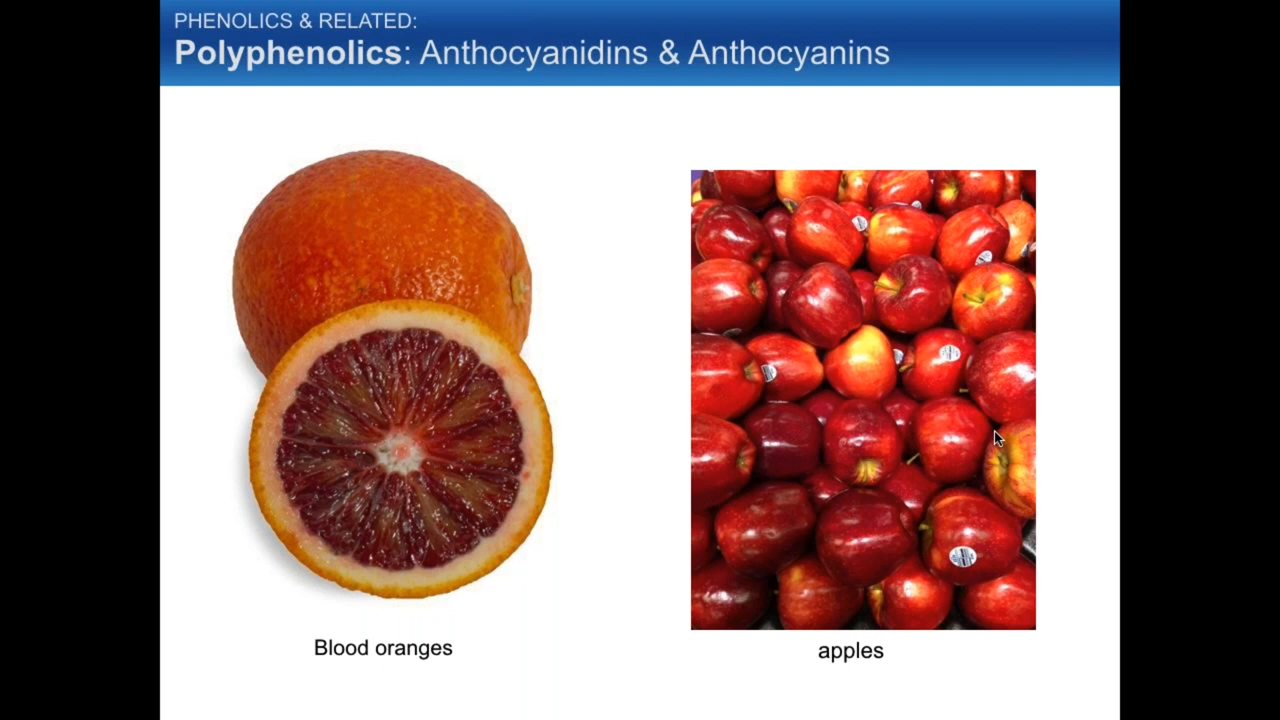 PHENOLICS & RELATED:
Polyphenolics: Anthocyanidins & Anthocyanins
Blood oranges
apples